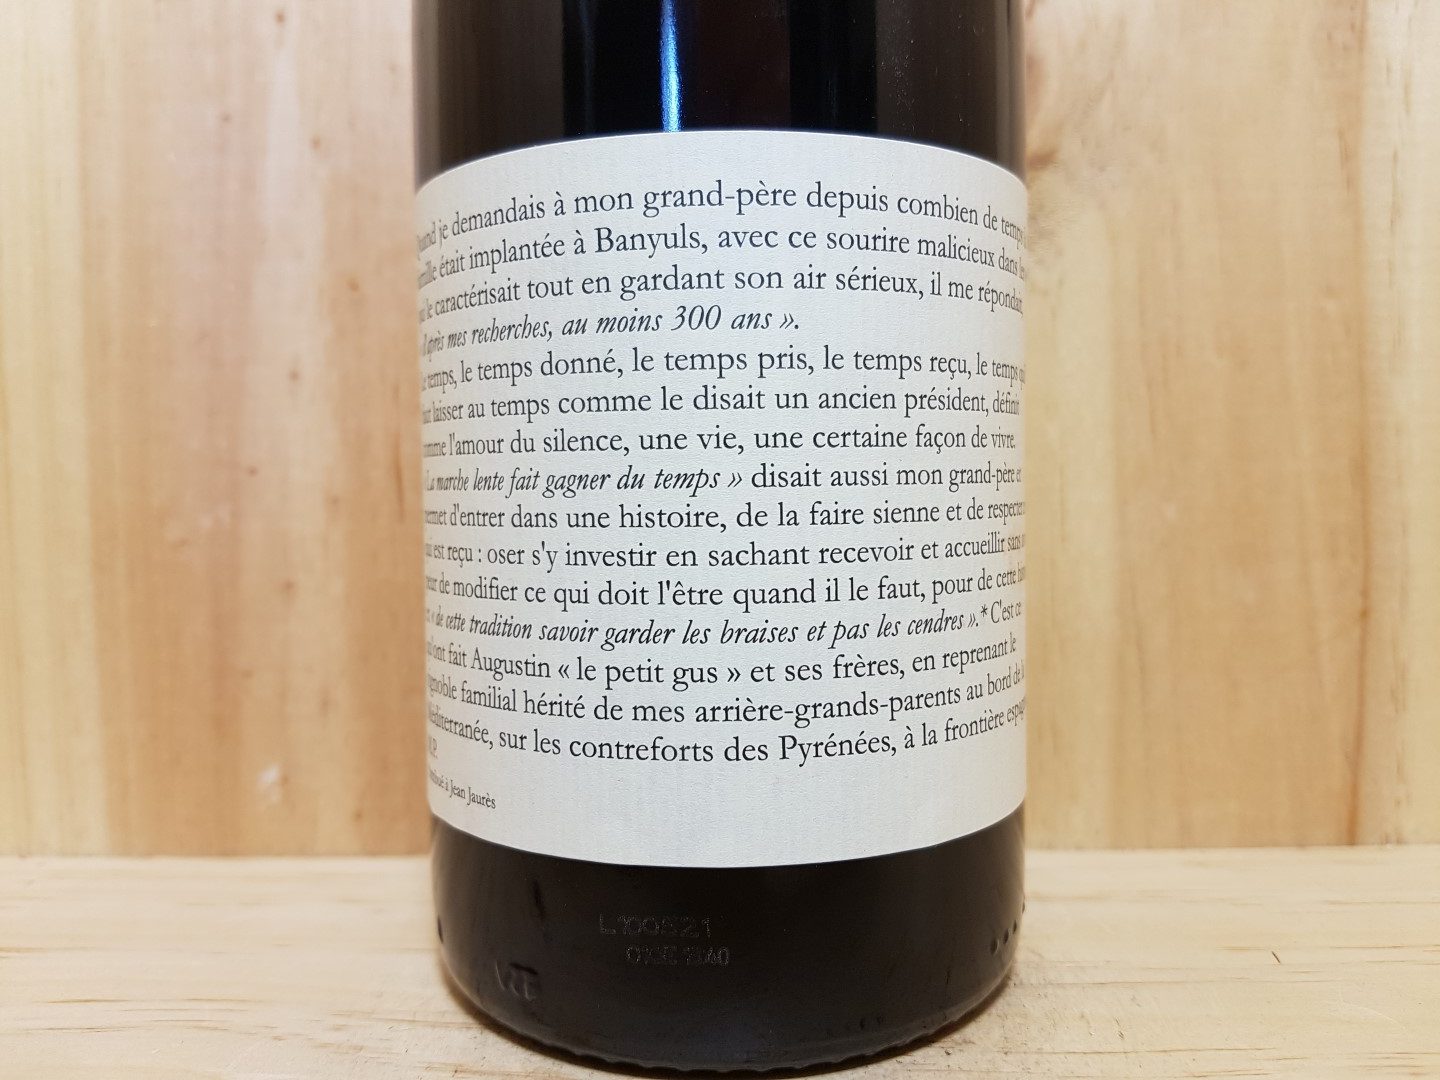 Quand je demandais à mon grand-père depuis combien de temps
famille était implantée à Banyuls, avec ce sourire malicieux dans les
qui le caractérisait tout en gardant son air sérieux, il me répondait,
après mes recherches, au moins 300 ans ».
temps, le temps donné, le temps pris, le temps reçu, le temps
laisser au temps comme le disait un ancien président, définit
comme l'amour du silence, une vie, une certaine façon de vivre.
La marche lente fait gagner du temps » disait aussi mon grand-père et
permet d'entrer dans une histoire, de la faire sienne et de respecter
qui est reçu : oser s'y investir en sachant recevoir et accueillir sans
peur de modifier ce qui doit l'être quand il le faut, pour de cette
« de cette tradition savoir garder les braises et pas les cendres ».* C'est ce
qu'ont fait Augustin « le petit gus » et ses frères, en reprenant le
vignoble familial hérité de mes arrière-grands-parents au bord de la
Méditerranée, sur les contreforts des Pyrénées, à la frontière
à Jean Jaurès